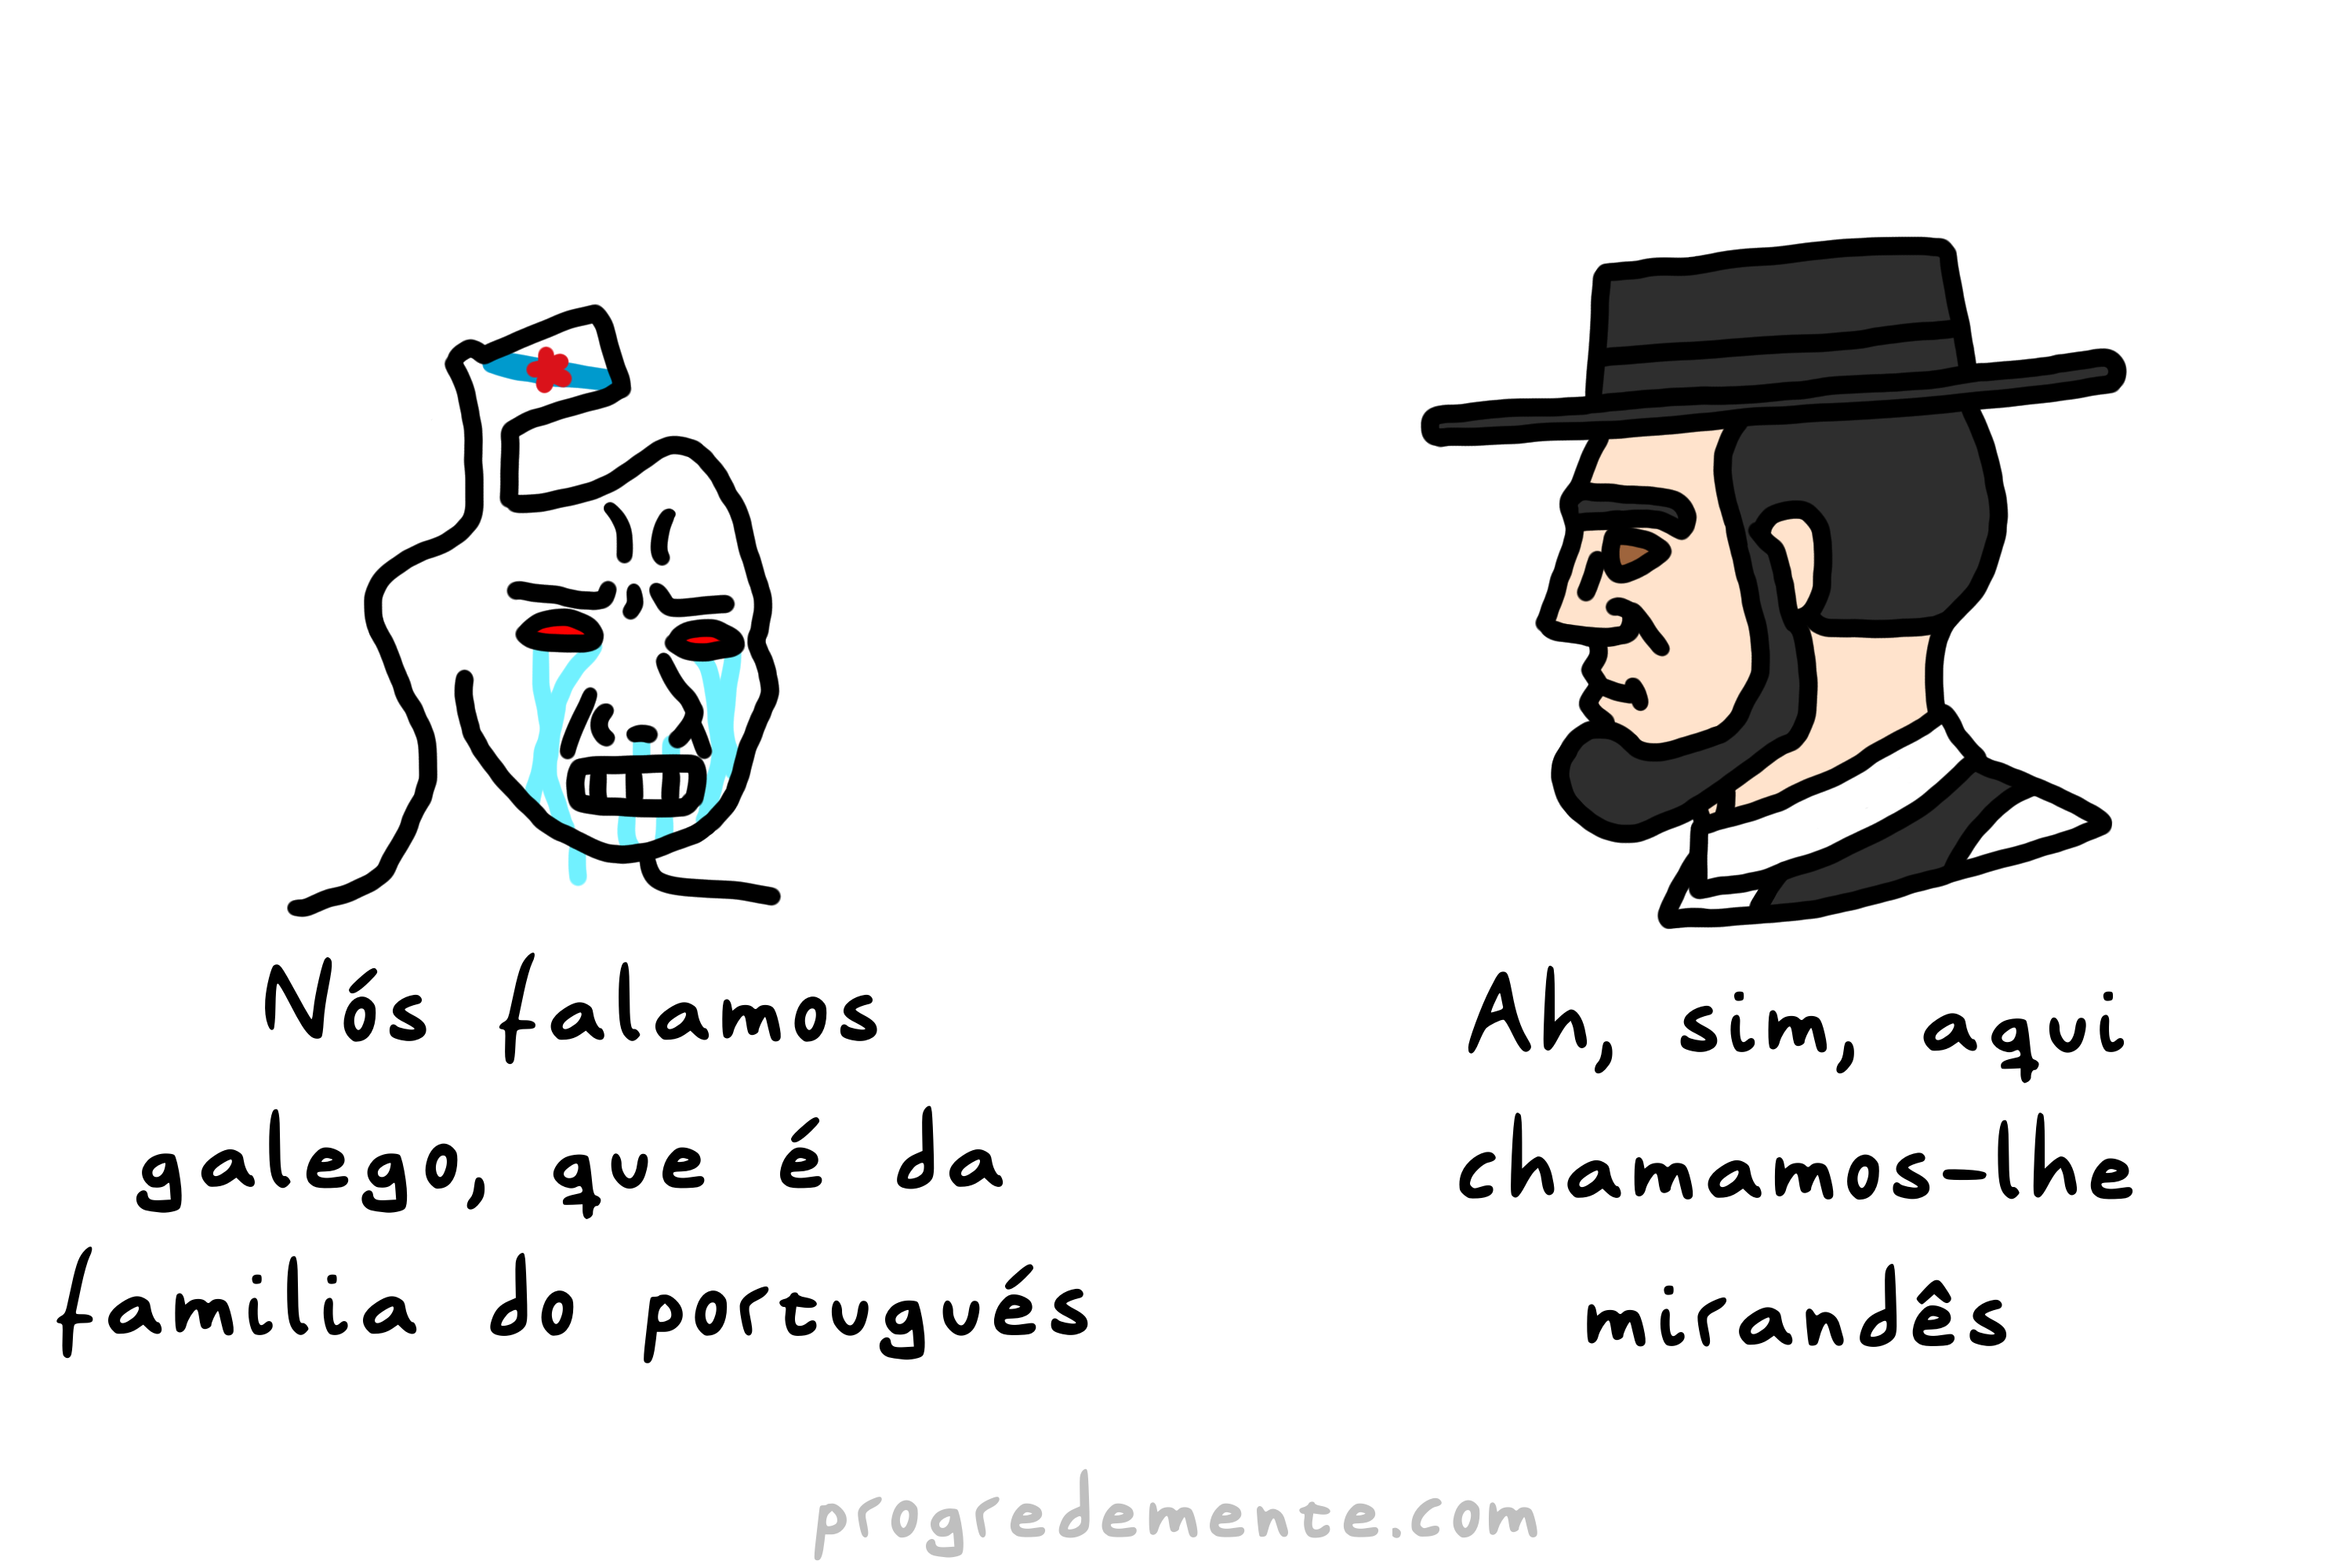 Nós falamos
galego, que é da
familia do portugués
Ah, sim, aqui
chamamos-lhe
mirandês
progredemente.com